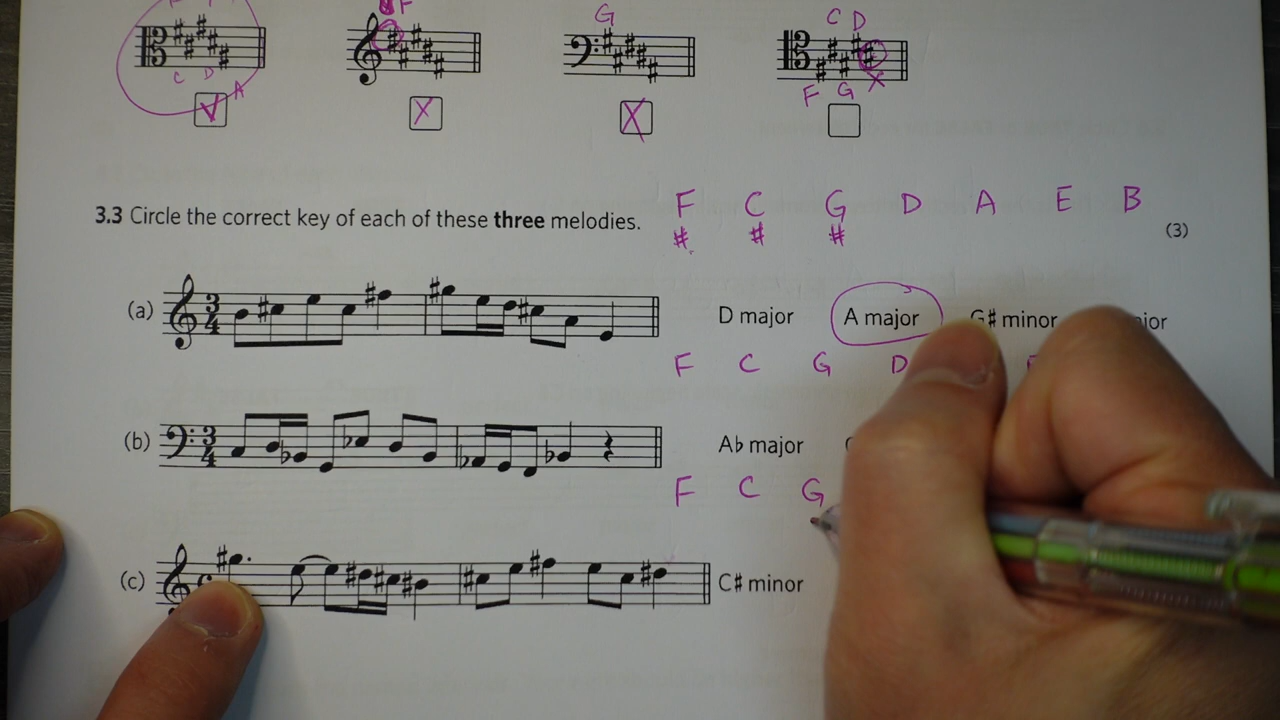 G C D
C D A F G X
3.3 Circle the correct key of each of these three melodies.
F C G D A E B
# # #
(3)
(a) D major A major G# minor
F C G D
(b) A♭ major
F C G
(c) C# minor